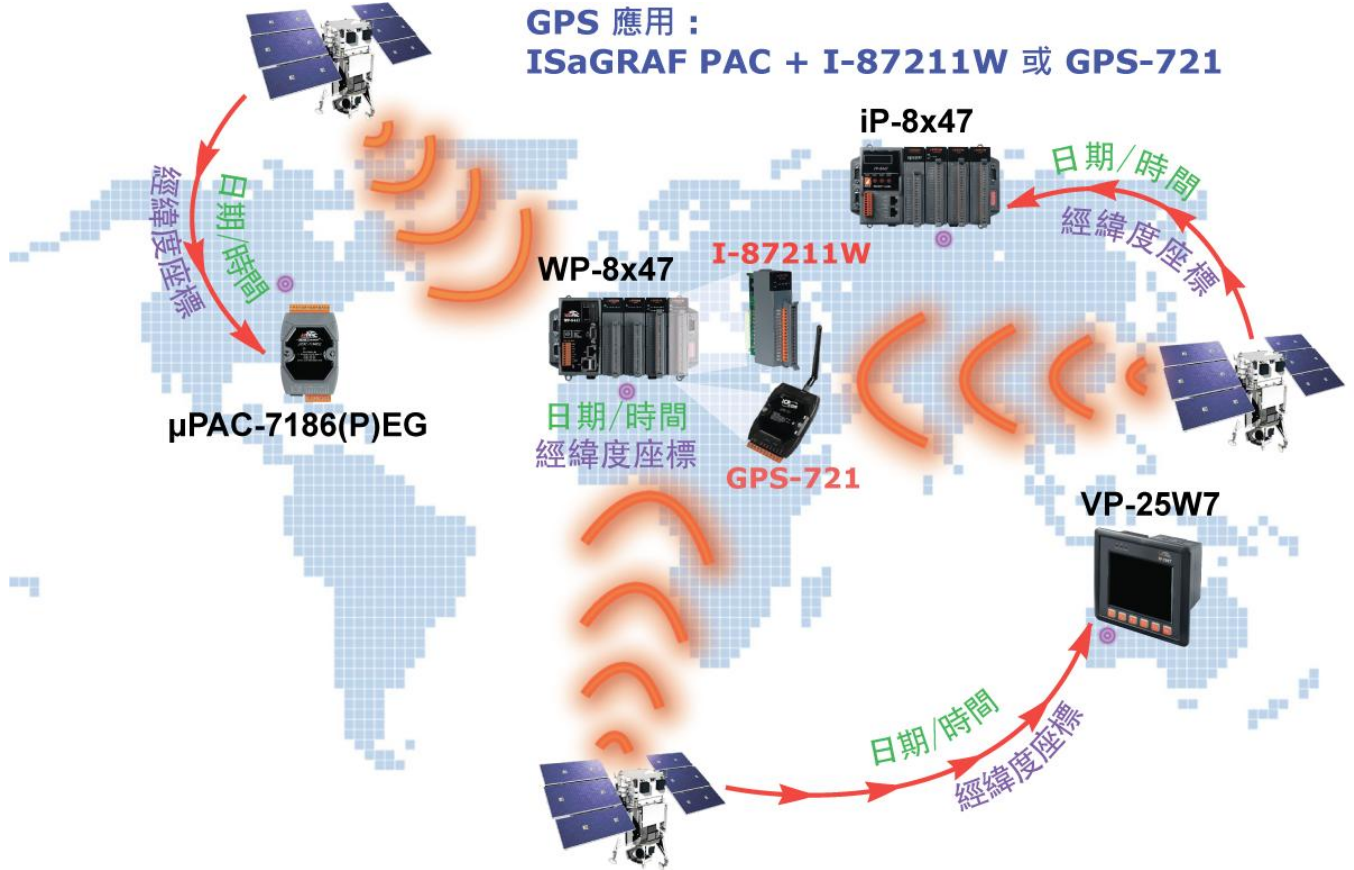 GPS 應用：
ISaGRAF PAC + I-87211W 或 GPS-721
iP-8x47
日期/時間
經緯度座標
日期/時間
經緯度座標
I-87211W
WP-8x47
日期/時間
經緯度座標
µPAC-7186(P)EG
GPS-721
VP-25W7
日期/時間
經緯度座標